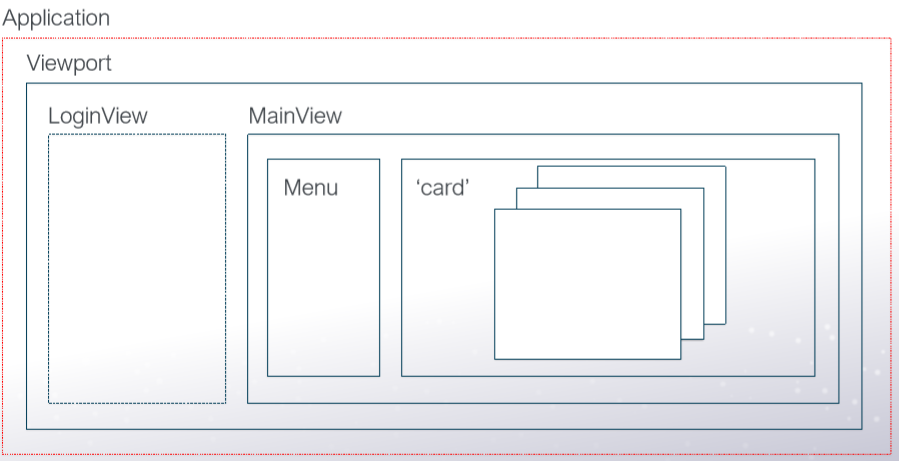 Application
Viewport
LoginView
MainView
Menu
‘card’